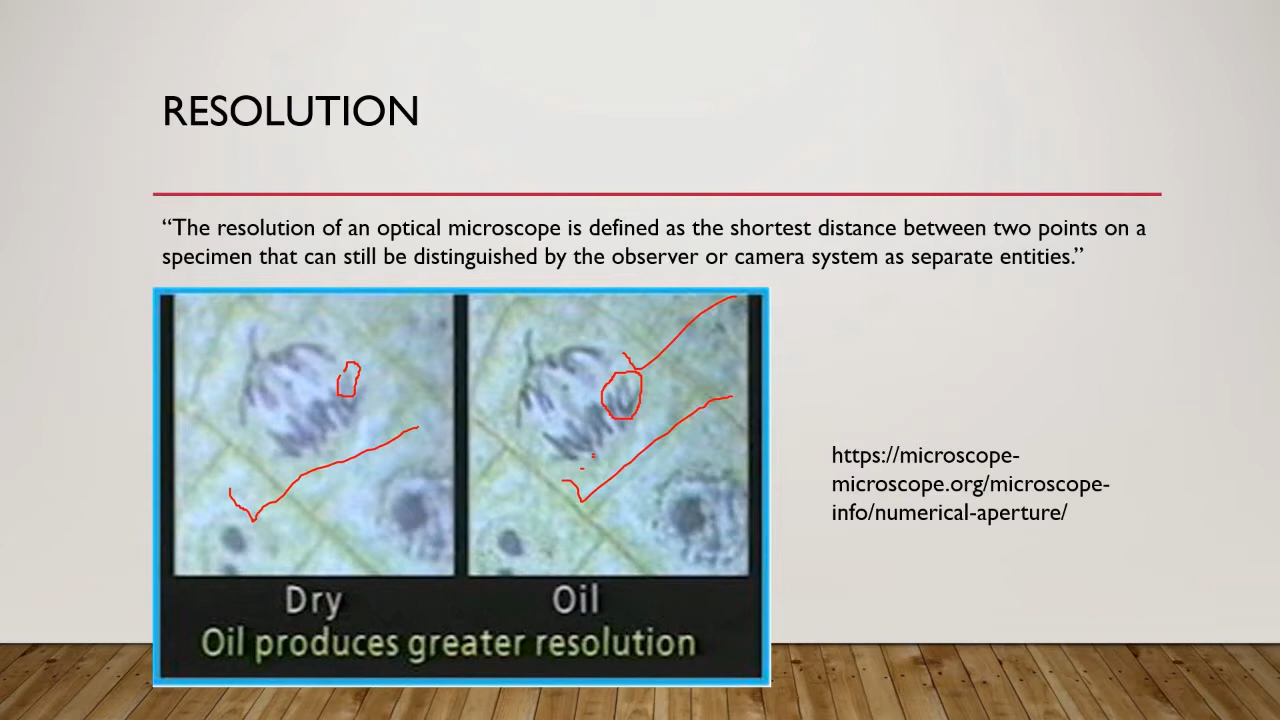 RESOLUTION
“The resolution of an optical microscope is defined as the shortest distance between two points on a
specimen that can still be distinguished by the observer or camera system as separate entities.”
https://microscope-
microscope.org/microscope-
info/numerical-aperture/
Dry Oil
Oil produces greater resolution